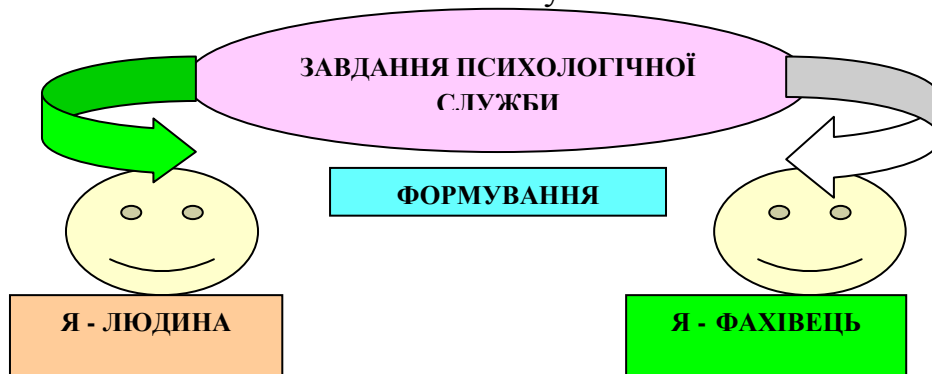 ЗАВДАННЯ ПСИХОЛОГІЧНОЇ
СЛУЖБИ
ФОРМУВАННЯ
Я - ЛЮДИНА
Я - ФАХІВЕЦЬ